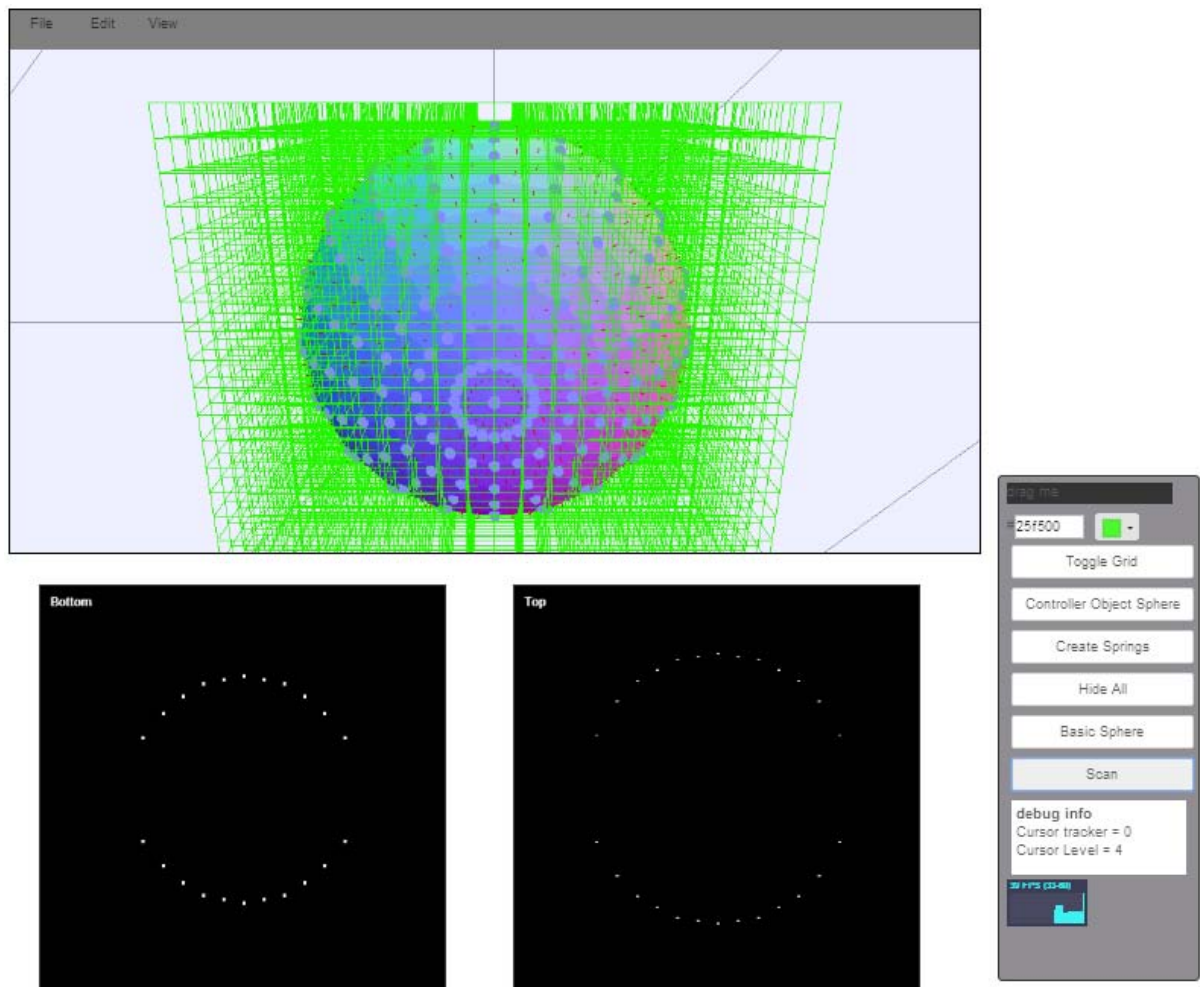 File Edit View
drag me
#25f500
Toggle Grid
Controller Object Sphere
Create Springs
Hide All
Basic Sphere
Scan
debug info
Cursor tracker = 0
Cursor Level = 4
FPS
Bottom
Top